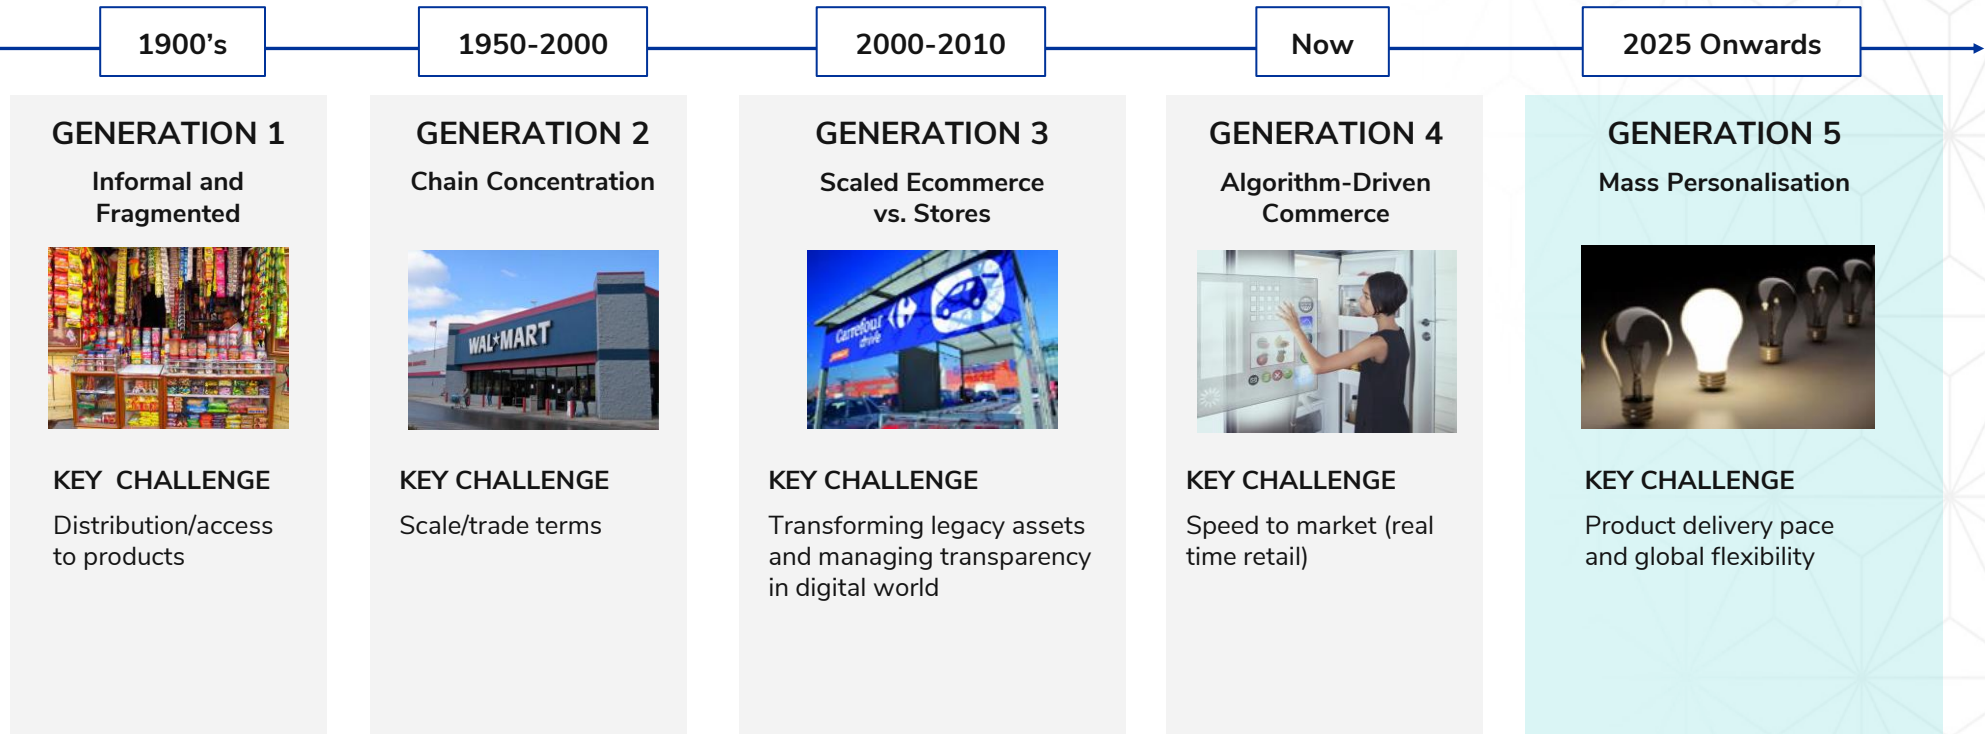 1900's
1950-2000
2000-2010
Now
2025 Onwards
GENERATION 1
Informal and
Fragmented
KEY  CHALLENGE
Distribution/access
to products
GENERATION 2
Chain Concentration
WAL★MART
KEY CHALLENGE
Scale/trade terms
GENERATION 3
Scaled Ecommerce
vs. Stores
Carrefour
drive
KEY CHALLENGE
Transforming legacy assets
and managing transparency
in digital world
GENERATION 4
Algorithm-Driven
Commerce
KEY CHALLENGE
Speed to market (real
time retail)
GENERATION 5
Mass Personalisation
KEY CHALLENGE
Product delivery pace
and global flexibility